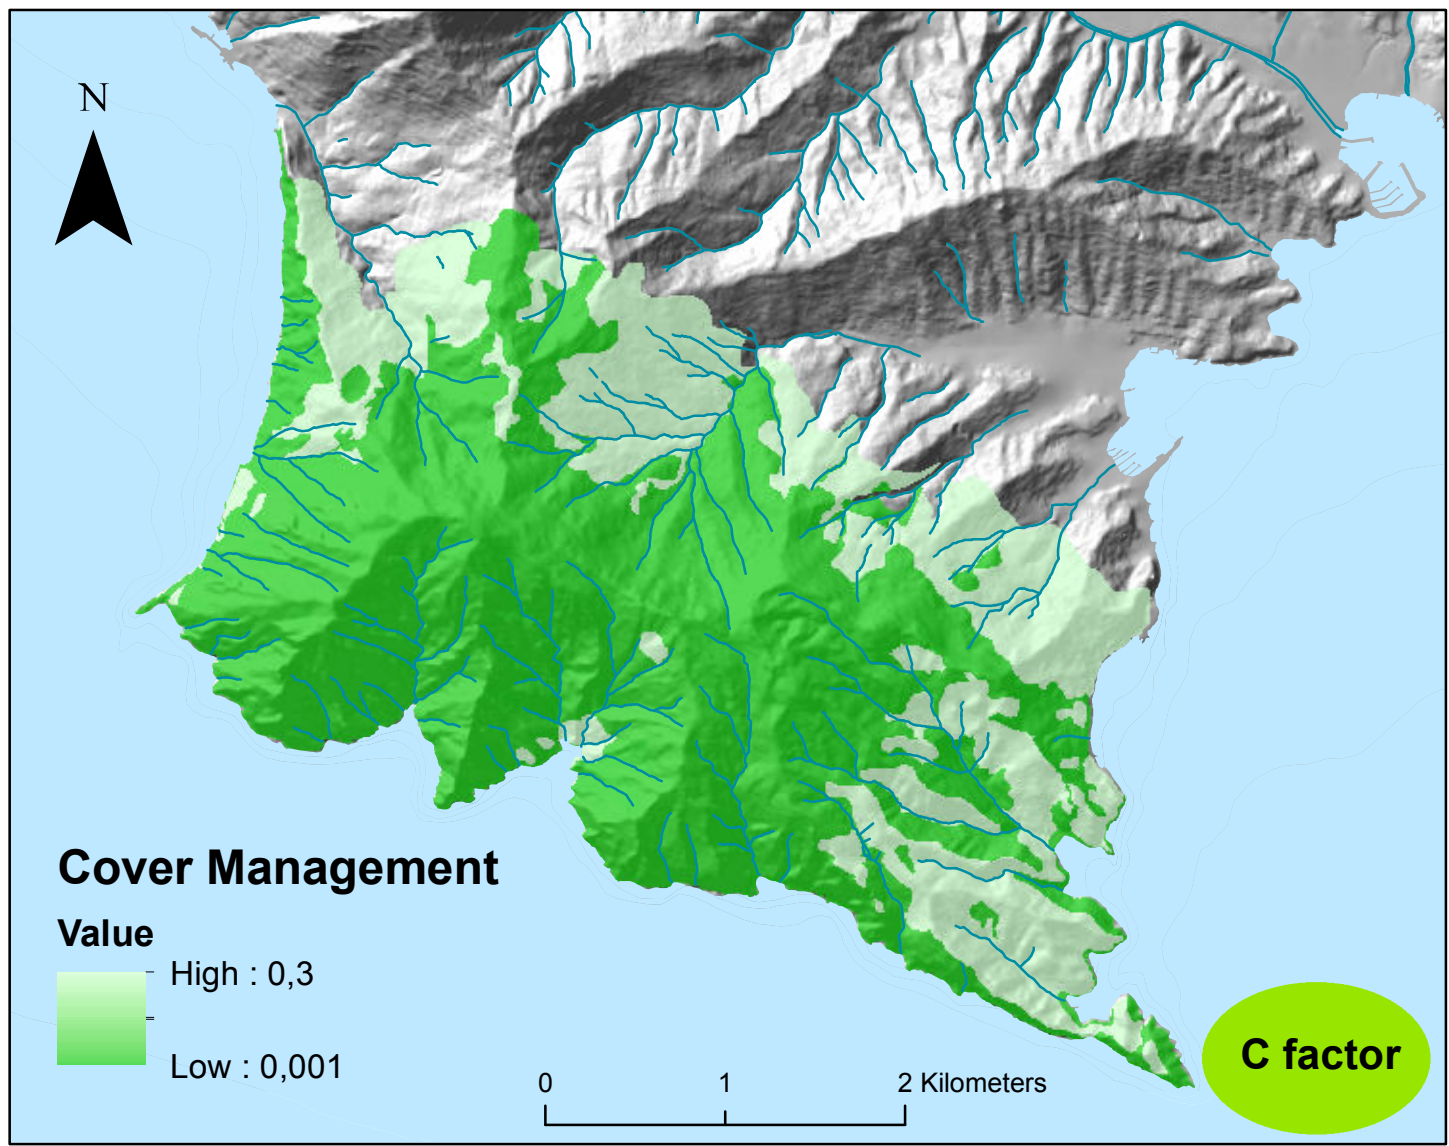 N
Cover Management
Value
High : 0,3
Low : 0,001
0 1 2 Kilometers
C factor